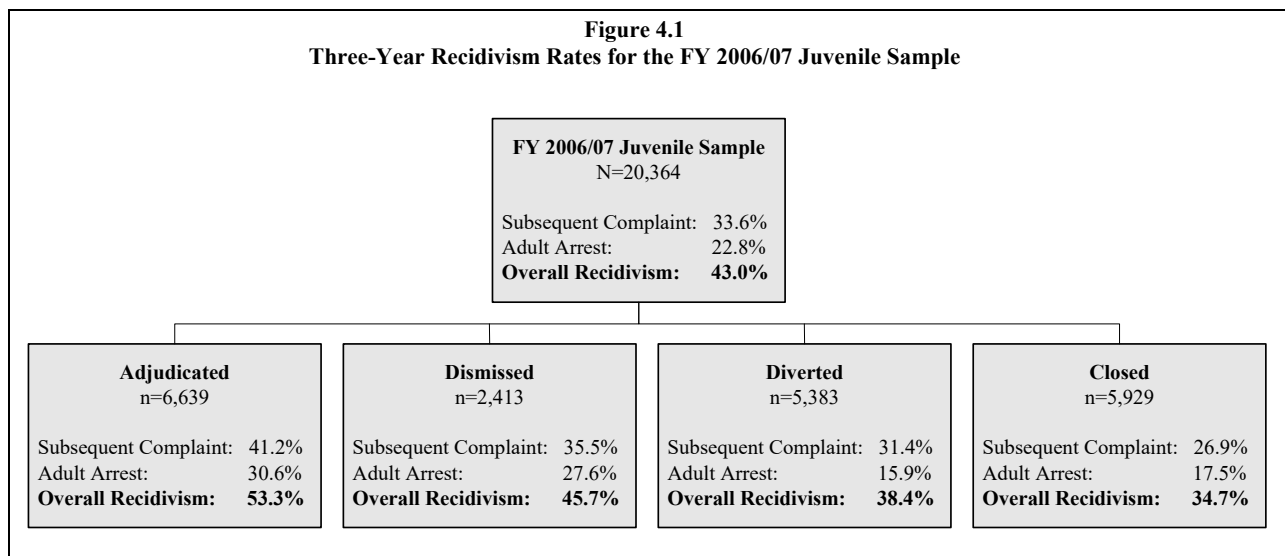 Figure 4.1
Three-Year Recidivism Rates for the FY 2006/07 Juvenile Sample
FY 2006/07 Juvenile Sample
N=20,364
Subsequent Complaint: 33.6%
Adult Arrest: 22.8%
Overall Recidivism: 43.0%
Adjudicated
n=6,639
Subsequent Complaint: 41.2%
Adult Arrest: 30.6%
Overall Recidivism: 53.3%
Dismissed
n=2,413
Subsequent Complaint: 35.5%
Adult Arrest: 27.6%
Overall Recidivism: 45.7%
Diverted
n=5,383
Subsequent Complaint: 31.4%
Adult Arrest: 15.9%
Overall Recidivism: 38.4%
Closed
n=5,929
Subsequent Complaint: 26.9%
Adult Arrest: 17.5%
Overall Recidivism: 34.7%